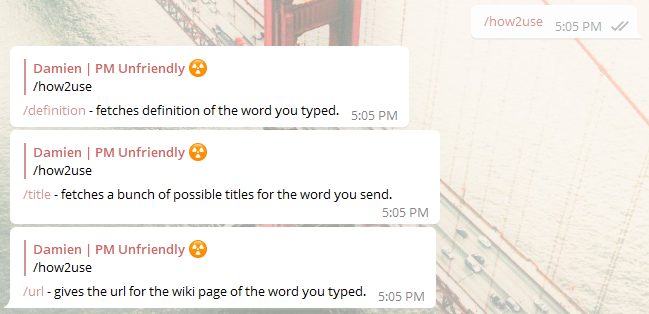 /how2use 5:05 PM
Damien | PM Unfriendly ☢
/how2use
/definition - fetches definition of the word you typed. 5:05 PM
Damien | PM Unfriendly ☢
/how2use
/title - fetches a bunch of possible titles for the word you send.
5:05 PM
Damien | PM Unfriendly ☢
/how2use
/url - gives the url for the wiki page of the word you typed. 5:05 PM